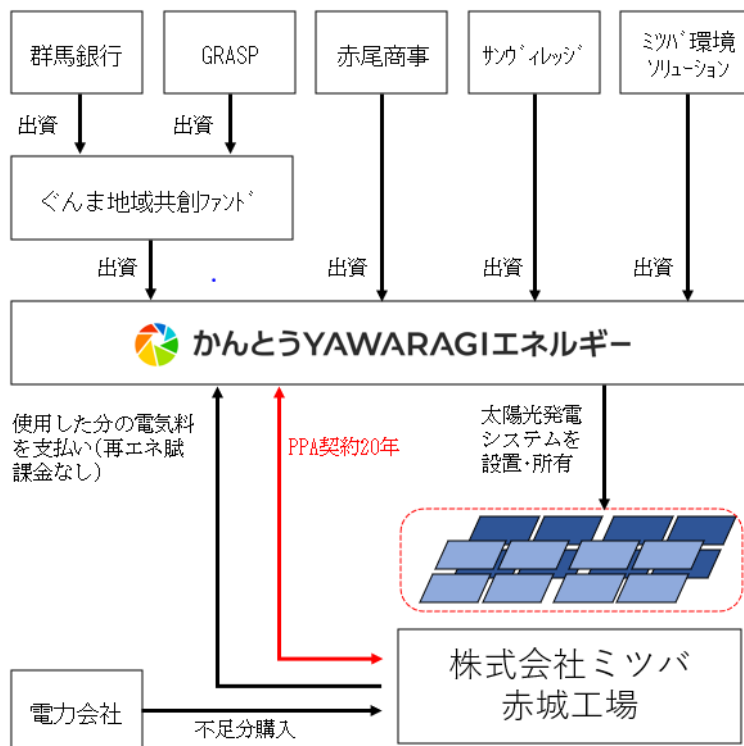 群馬銀行
GRASP
赤尾商事
ｻﾝｳﾞｨﾚｯｼﾞ
ﾐﾂﾊﾞ環境
ｿﾘｭｰｼｮﾝ
出資
出資
ぐんま地域共創ﾌｧﾝﾄﾞ
出資
出資
出資
出資
かんとうYAWARAGIエネルギー
使用した分の電気料
を支払い(再エネ賦
課金なし)
PPA契約20年
太陽光発電
システムを
設置・所有
株式会社ミツバ
赤城工場
電力会社
不足分購入